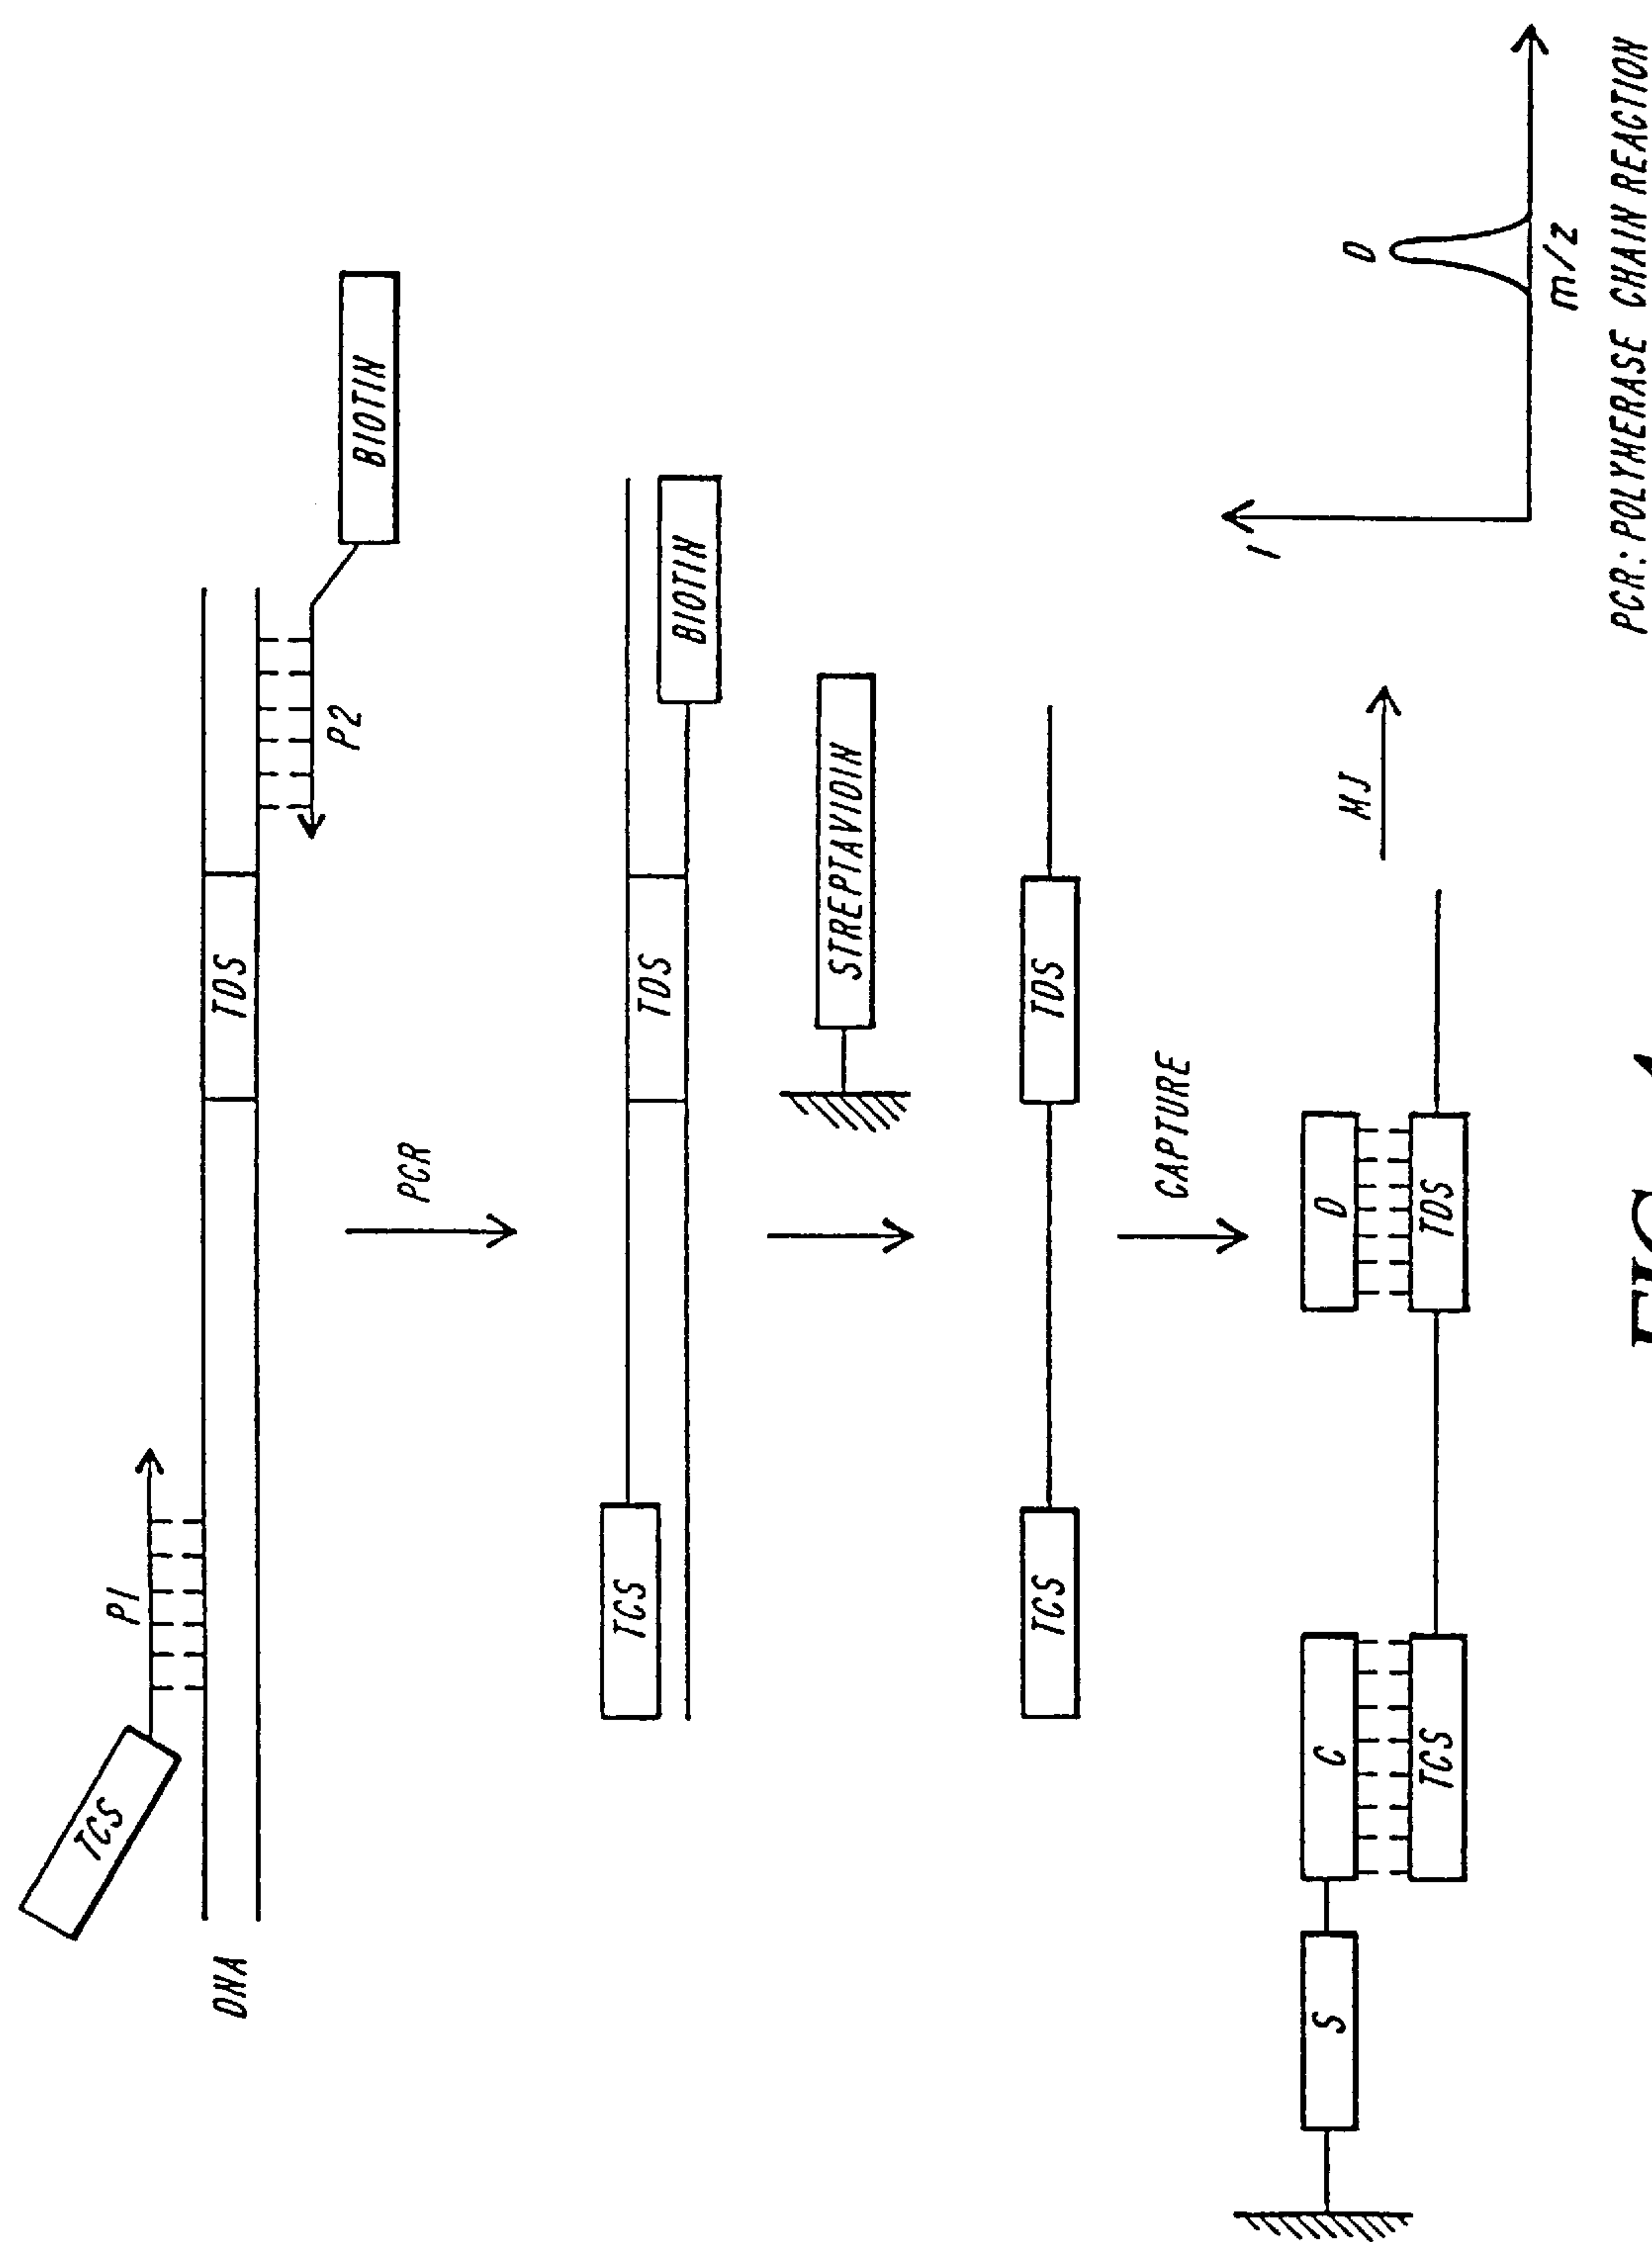 TCS
P1
DNA
TDS
P2
BIOTIN
PCR
TCS
TDS
BIOTIN
STREPTAVIDIN
TCS
TDS
CAPTURE
S
C
D
TCS
TDS
MJ
I
D
m/z
PCR: POLYMERASE CHAIN REACTION